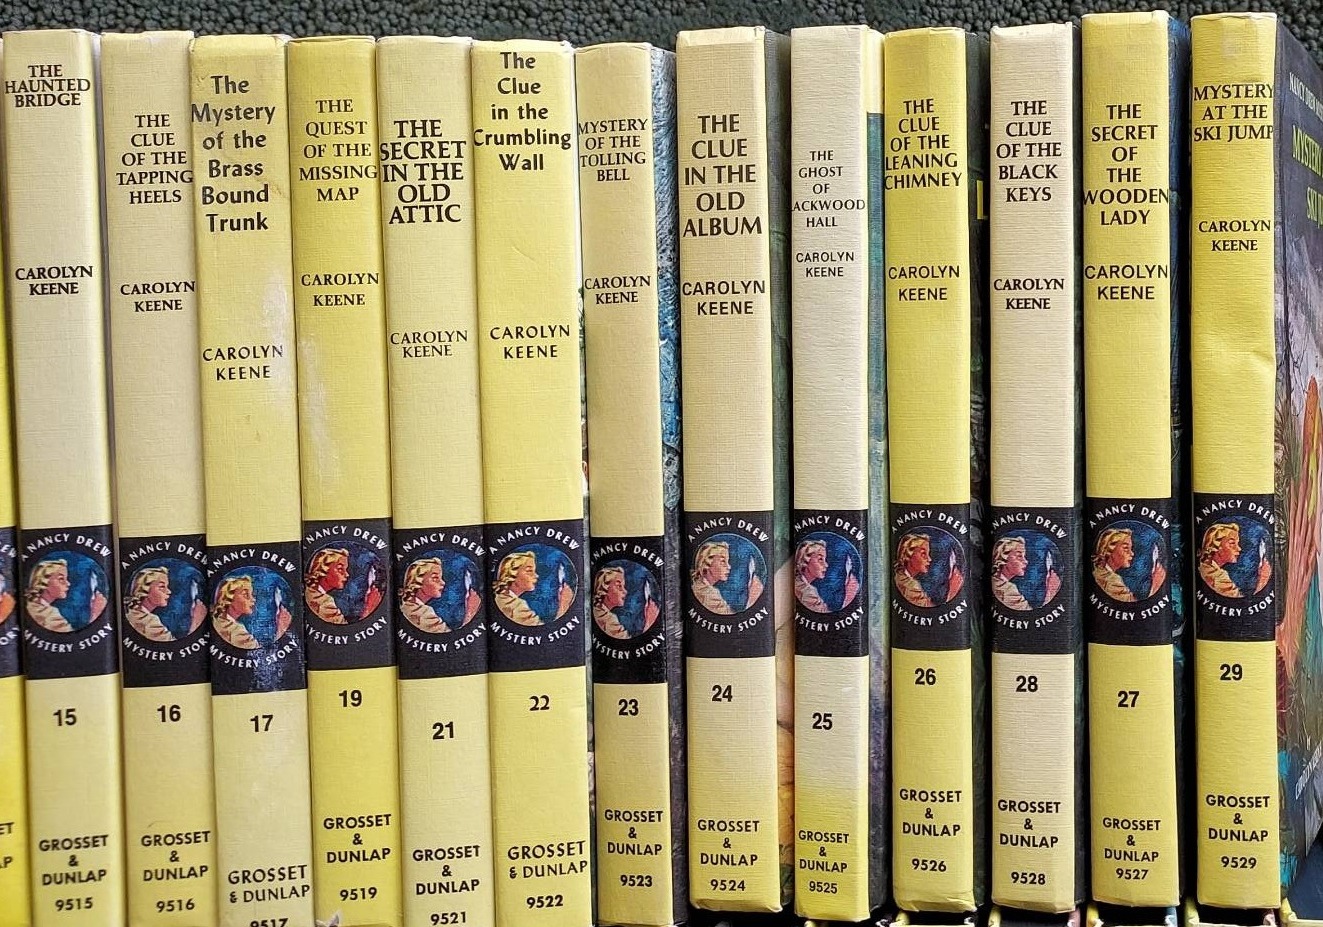 THE
HAUNTED
BRIDGE
CAROLYN
KEENE
A NANCY DREW
MYSTERY STORY
15
GROSSET
&
DUNLAP
9515
THE
CLUE
OF THE
TAPPING
HEELS
CAROLYN
KEENE
A NANCY DREW
MYSTERY STORY
16
GROSSET
&
DUNLAP
9516
The
Mystery
of the
Brass
Bound
Trunk
CAROLYN
KEENE
A NANCY DREW
MYSTERY STORY
17
GROSSET
& DUNLAP
9517
THE
QUEST
OF THE
MISSING
MAP
CAROLYN
KEENE
NANCY DREW
MYSTERY STORY
19
GROSSET
&
DUNLAP
9519
THE
SECRET
IN THE
OLD
ATTIC
CAROLYN
KEENE
A NANCY DREW
MYSTERY STORY
21
GROSSET
&
DUNLAP
9521
The
Clue
in the
Crumbling
Wall
CAROLYN
KEENE
A NANCY DREW
MYSTERY STORY
22
GROSSET
& DUNLAP
9522
MYSTERY
OF THE
TOLLING
BELL
CAROLYN
KEENE
NANCY DREW
MYSTERY STORY
23
GROSSET
&
DUNLAP
9523
THE
CLUE
IN THE
OLD
ALBUM
CAROLYN
KEENE
A NANCY DREW
MYSTERY STORY
24
GROSSET
&
DUNLAP
9524
THE
GHOST
OF
ACKWOOD
HALL
CAROLYN
KEENE
NANCY DREW
MYSTERY STORY
25
GROSSET
&
DUNLAP
9525
THE
CLUE
OF THE
LEANING
CHIMNEY
CAROLYN
KEENE
A NANCY DREW
MYSTERY STORY
26
GROSSET
&
DUNLAP
9526
THE
CLUE
OF THE
BLACK
KEYS
CAROLYN
KEENE
A NANCY DREW
MYSTERY STORY
28
GROSSET
&
DUNLAP
9528
THE
SECRET
OF
THE
WOODEN
LADY
CAROLYN
KEENE
A NANCY DREW
MYSTERY STORY
27
GROSSET
&
DUNLAP
9527
MYSTERY
AT THE
SKI JUMP
CAROLYN
KEENE
A NANCY DREW
MYSTERY STORY
29
GROSSET
&
DUNLAP
9529
NANCY DREW
MYSTERY
SKI